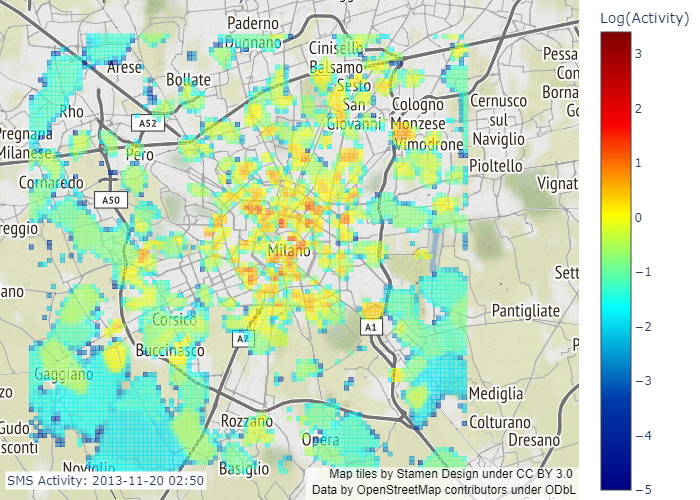 Log(Activity)
3
2
1
0
−1
−2
−3
−4
−5
Paderno
Dugnano
Cinisello
Balsamo
Sesto
San
Giovanni
Arese
Bollate
Rho
A52
Pregnana
Milanese
Pero
Cornaredo
A50
reggio
Cologno
Monzese
Vimodrone
Cernusco
sul
Naviglio
Pioltello
Pessa
Con
Borna
Go
Vignat
Milano
Sett
ano
Corsico
A7
A1
Pantigliate
Buccinasco
Gaggiano
P
zo
Gudo
sconti
Rozzano
Opera
Mediglia
Colturano
Dresano
Noviglio
Basiglio
SMS Activity: 2013-11-20 02:50
Map tiles by Stamen Design under CC BY 3.0
Data by OpenStreetMap contributors under ODbL